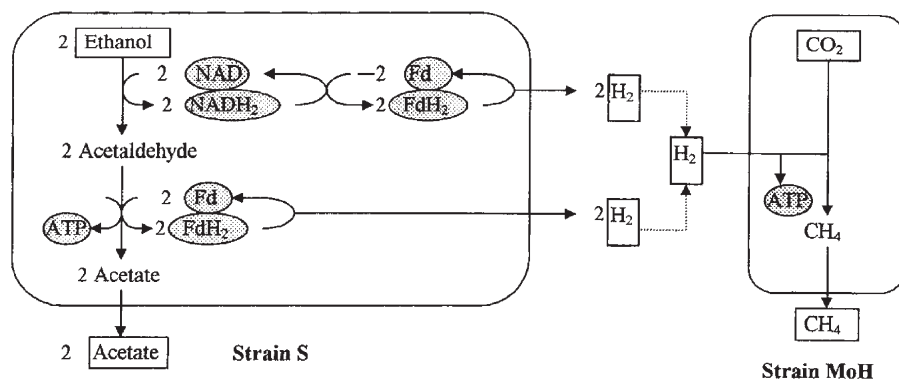 2 Ethanol
CO2
2 NAD 2 Fd
2 NADH2 2 FdH2 2 H2
2 Acetaldehyde
H2
2 Fd
ATP 2 FdH2 2 H2
ATP
CH4
2 Acetate
2 Acetate
Strain S
CH4
Strain MoH